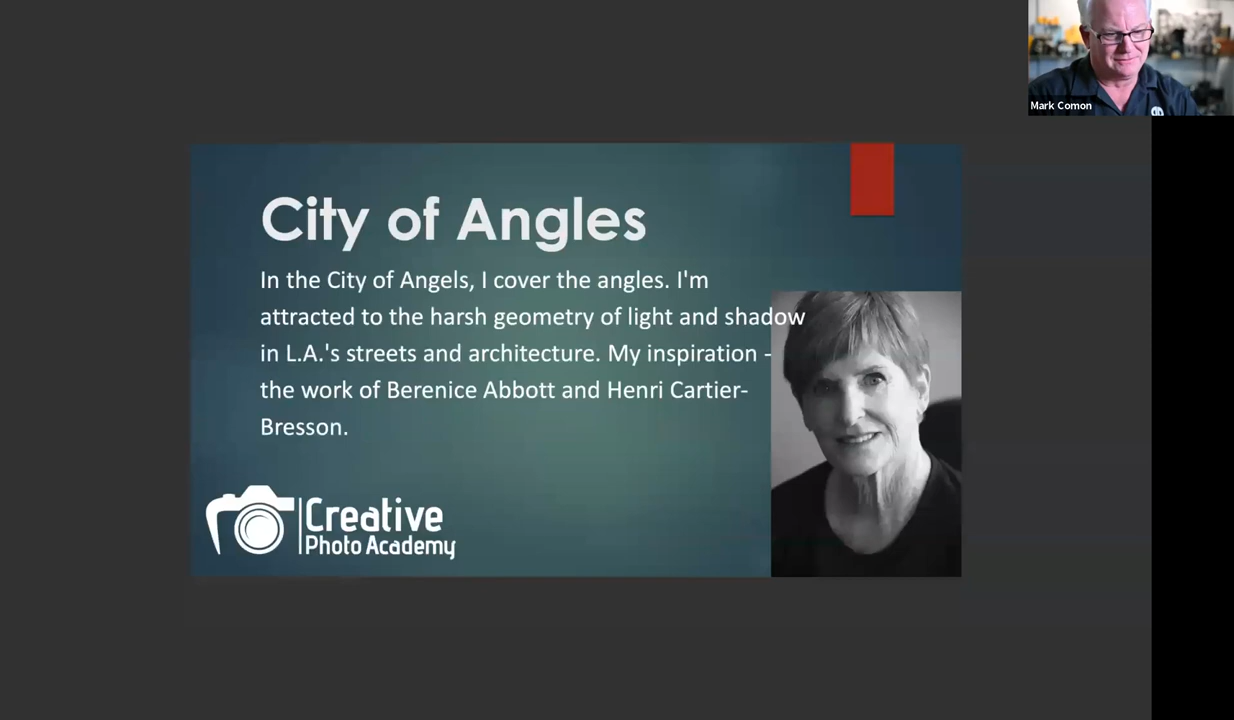 Mark Comon
City of Angles
In the City of Angels, I cover the angles. I'm
attracted to the harsh geometry of light and shadow
in L.A.'s streets and architecture. My inspiration -
the work of Berenice Abbott and Henri Cartier-
Bresson.
Creative
Photo Academy